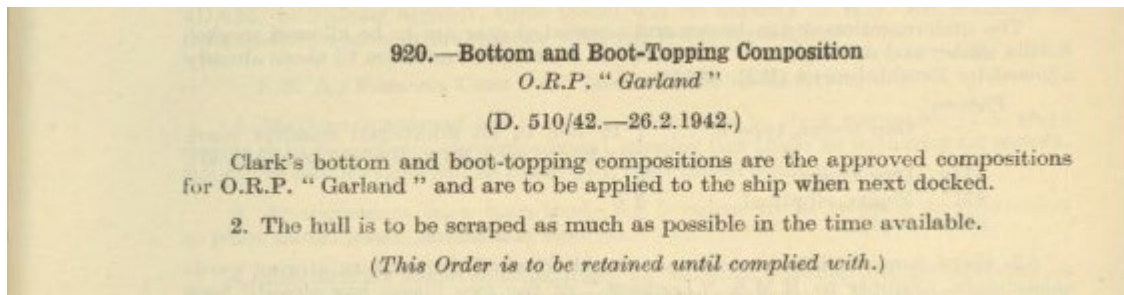 920.—Bottom and Boot-Topping Composition
O.R.P. “ Garland ”
(D. 510/42.—26.2.1942.)
Clark's bottom and boot-topping compositions are the approved compositions
for O.R.P. “ Garland ” and are to be applied to the ship when next docked.
2. The hull is to be scraped as much as possible in the time available.
(This Order is to be retained until complied with.)